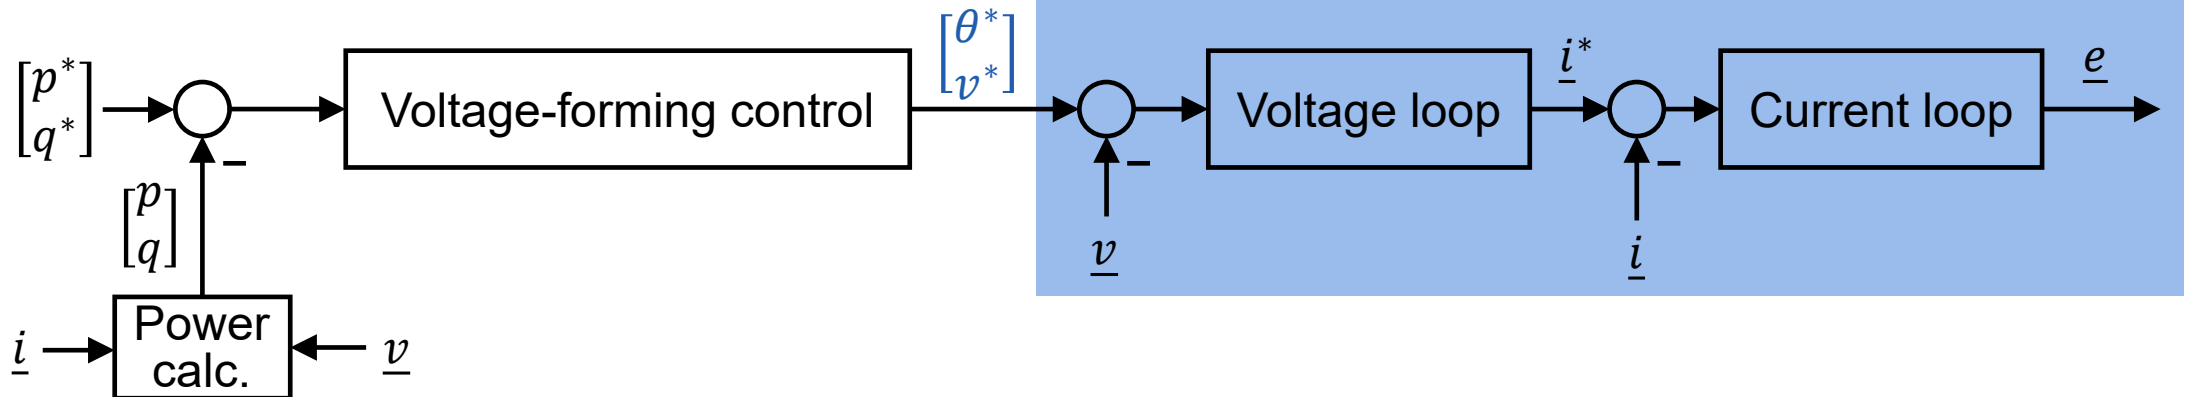 [p*
q*]
Voltage-forming control
[θ*
v*]
Voltage loop
i*
Current loop
e
−
−
−
[p
q]
v
i
i
Power
calc.
v